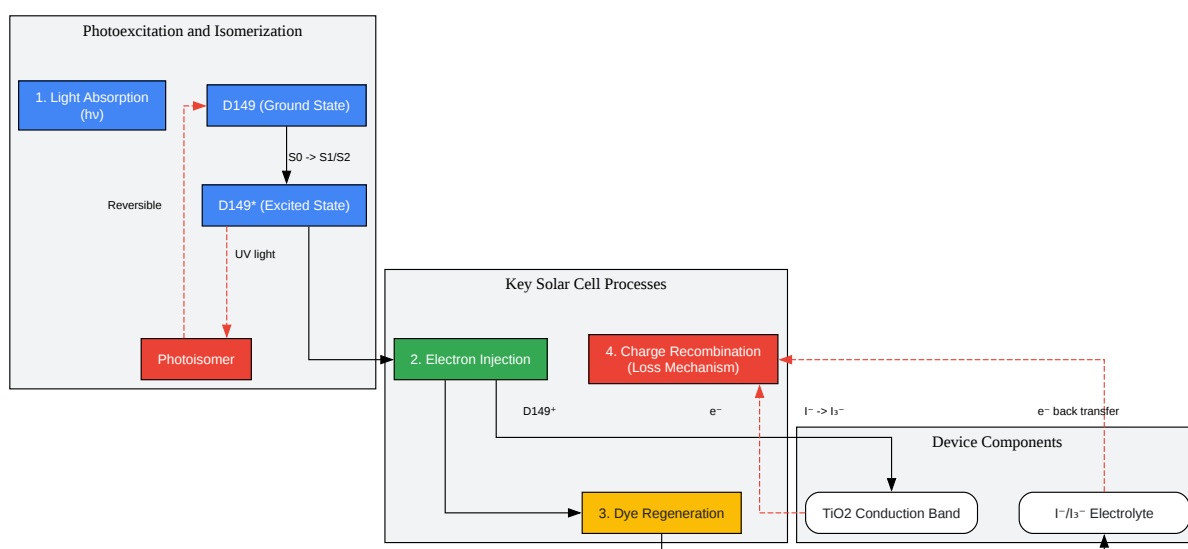 Photoexcitation and Isomerization
1. Light Absorption
(hν)
D149 (Ground State)
S0 -> S1/S2
D149* (Excited State)
Reversible
UV light
Photoisomer
Key Solar Cell Processes
2. Electron Injection
4. Charge Recombination
(Loss Mechanism)
D149⁺
e⁻
I⁻ -> I₃⁻
e⁻ back transfer
3. Dye Regeneration
Device Components
TiO2 Conduction Band
I⁻/I₃⁻ Electrolyte